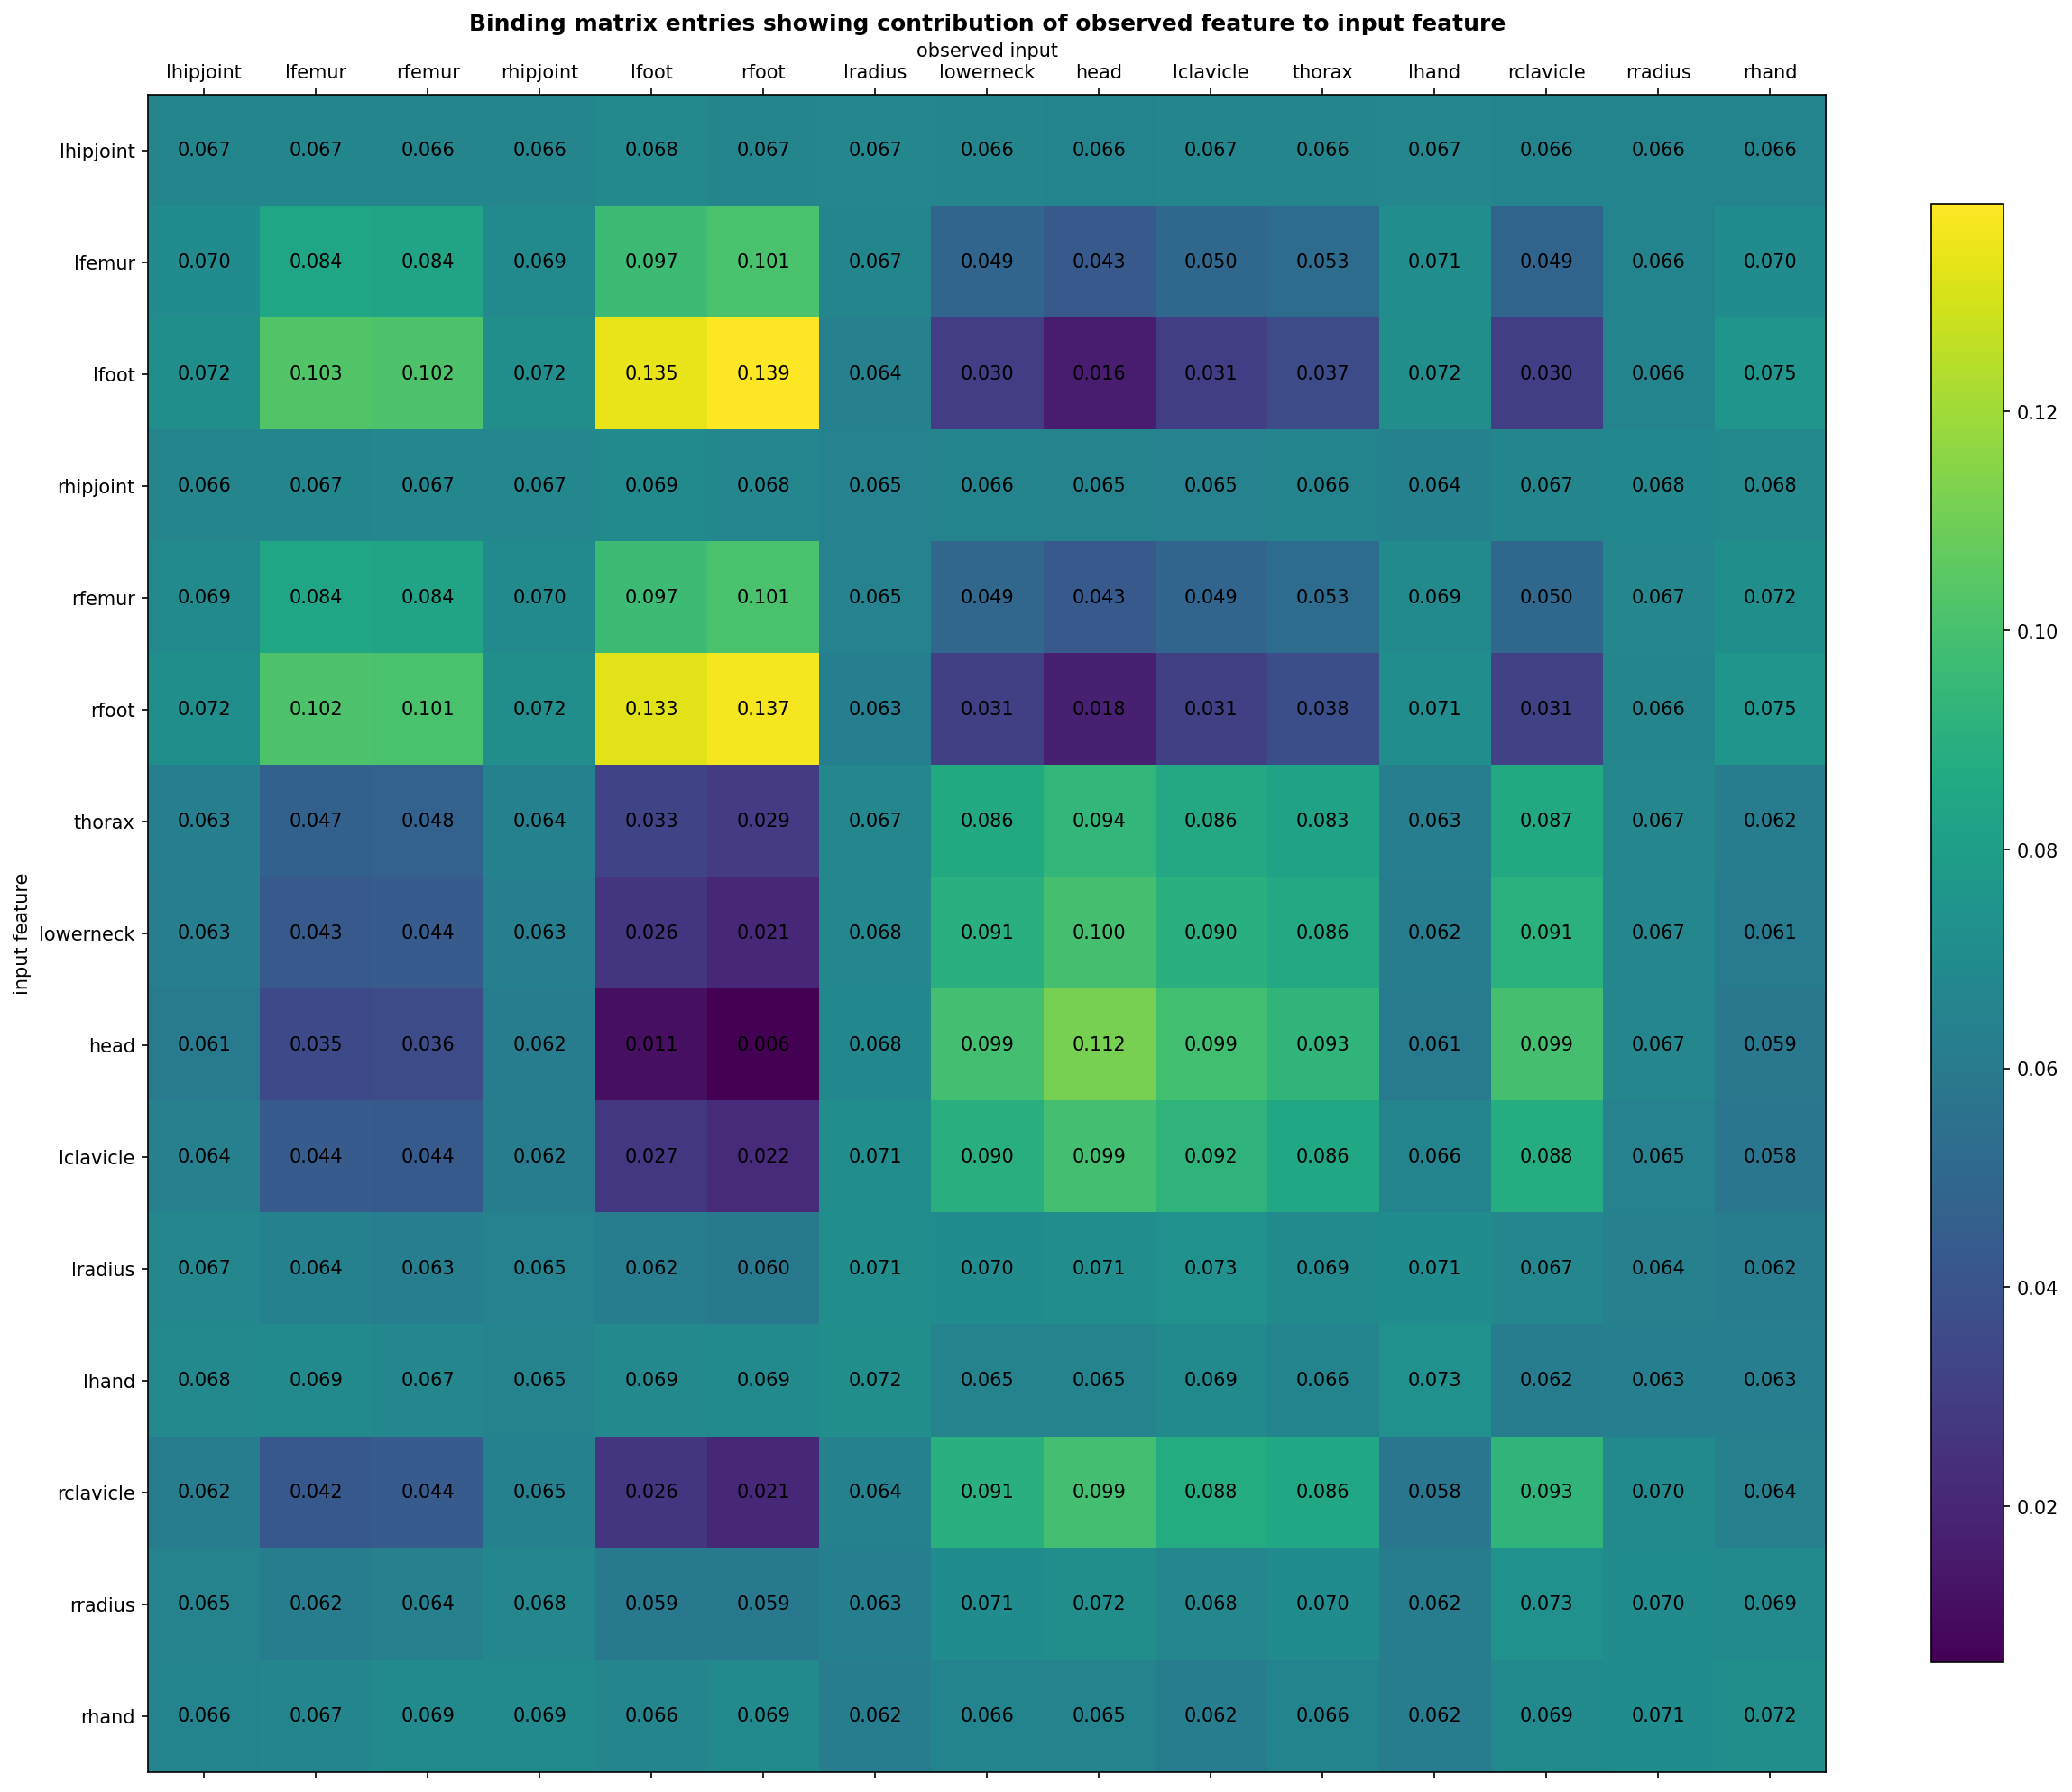 Binding matrix entries showing contribution of observed feature to input feature
observed input
lhipjoint lfemur rfemur rhipjoint lfoot rfoot lradius lowerneck head lclavicle thorax lhand rclavicle rradius rhand
lhipjoint 0.067 0.067 0.066 0.066 0.068 0.067 0.067 0.066 0.066 0.067 0.066 0.067 0.066 0.066 0.066
lfemur 0.070 0.084 0.084 0.069 0.097 0.101 0.067 0.049 0.043 0.050 0.053 0.071 0.049 0.066 0.070
lfoot 0.072 0.103 0.102 0.072 0.135 0.139 0.064 0.030 0.016 0.031 0.037 0.072 0.030 0.066 0.075
0.12
rhipjoint 0.066 0.067 0.067 0.067 0.069 0.068 0.065 0.066 0.065 0.065 0.066 0.064 0.067 0.068 0.068
rfemur 0.069 0.084 0.084 0.070 0.097 0.101 0.065 0.049 0.043 0.049 0.053 0.069 0.050 0.067 0.072
0.10
rfoot 0.072 0.102 0.101 0.072 0.133 0.137 0.063 0.031 0.018 0.031 0.038 0.071 0.031 0.066 0.075
thorax 0.063 0.047 0.048 0.064 0.033 0.029 0.067 0.086 0.094 0.086 0.083 0.063 0.087 0.067 0.062
0.08
input feature
lowerneck 0.063 0.043 0.044 0.063 0.026 0.021 0.068 0.091 0.100 0.090 0.086 0.062 0.091 0.067 0.061
head 0.061 0.035 0.036 0.062 0.011 0.006 0.068 0.099 0.112 0.099 0.093 0.061 0.099 0.067 0.059
0.06
lclavicle 0.064 0.044 0.044 0.062 0.027 0.022 0.071 0.090 0.099 0.092 0.086 0.066 0.088 0.065 0.058
lradius 0.067 0.064 0.063 0.065 0.062 0.060 0.071 0.070 0.071 0.073 0.069 0.071 0.067 0.064 0.062
0.04
lhand 0.068 0.069 0.067 0.065 0.069 0.069 0.072 0.065 0.065 0.069 0.066 0.073 0.062 0.063 0.063
rclavicle 0.062 0.042 0.044 0.065 0.026 0.021 0.064 0.091 0.099 0.088 0.086 0.058 0.093 0.070 0.064
0.02
rradius 0.065 0.062 0.064 0.068 0.059 0.059 0.063 0.071 0.072 0.068 0.070 0.062 0.073 0.070 0.069
rhand 0.066 0.067 0.069 0.069 0.066 0.069 0.062 0.066 0.065 0.062 0.066 0.062 0.069 0.071 0.072